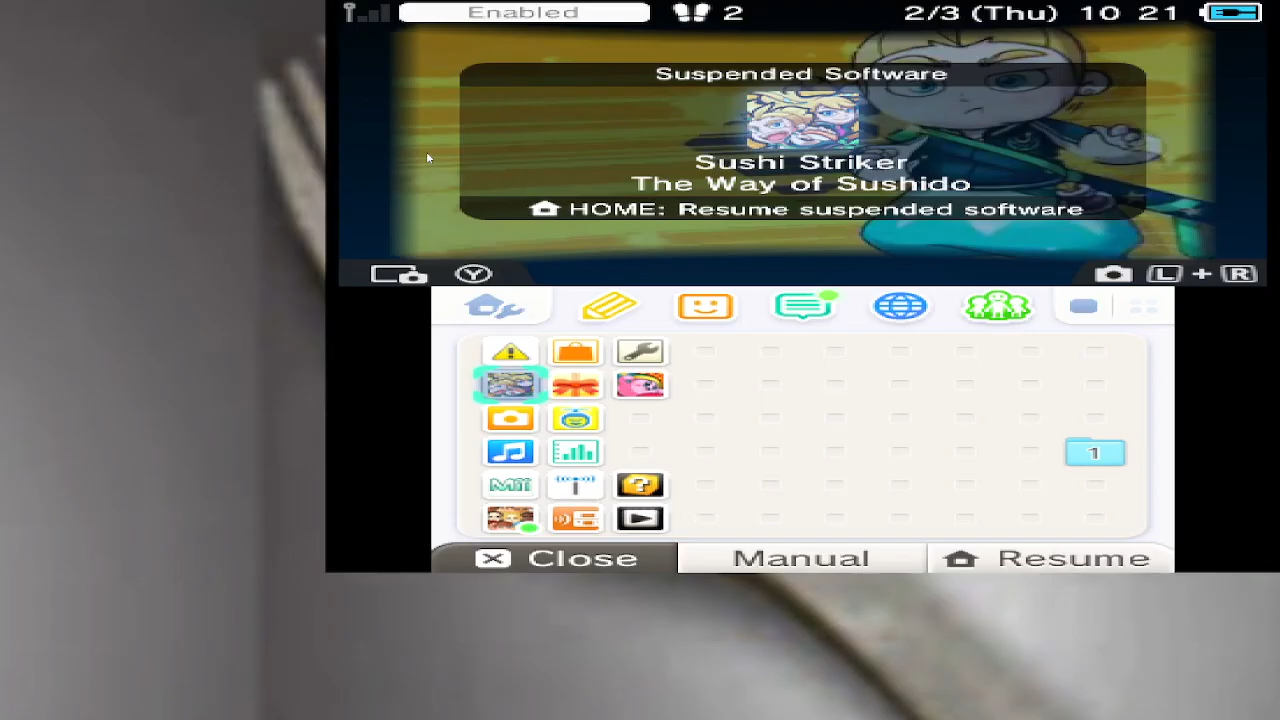 Enabled
2
2/3 (Thu) 10 21
Suspended Software
Sushi Striker
The Way of Sushido
HOME: Resume suspended software
Y
L + R
1
Mii
?
X Close
Manual
Resume